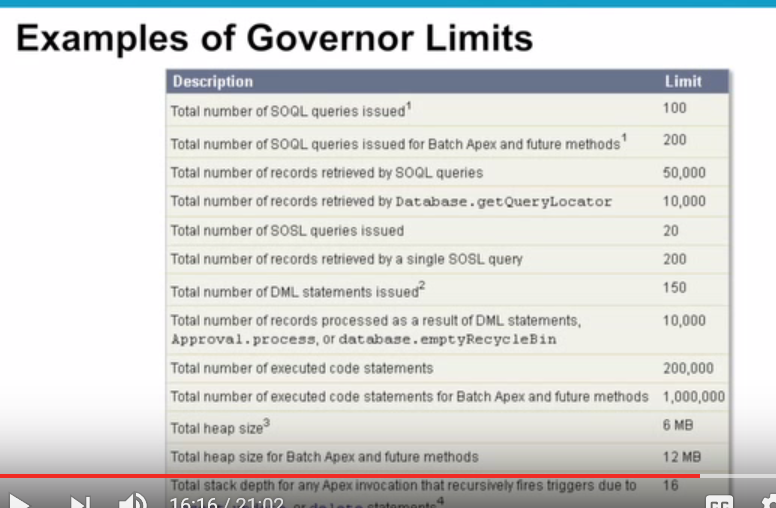 Examples of Governor Limits
Description Limit
Total number of SOQL queries issued1 100
Total number of SOQL queries issued for Batch Apex and future methods1 200
Total number of records retrieved by SOQL queries 50,000
Total number of records retrieved by Database.getQueryLocator 10,000
Total number of SOSL queries issued 20
Total number of records retrieved by a single SOSL query 200
Total number of DML statements issued2 150
Total number of records processed as a result of DML statements, 10,000
Approval.process, or database.emptyRecycleBin
Total number of executed code statements 200,000
Total number of executed code statements for Batch Apex and future methods 1,000,000
Total heap size3 6 MB
Total heap size for Batch Apex and future methods 12 MB
Total stack depth for any Apex invocation that recursively fires triggers due to 16
16:16 / 21:02 or delete statements4